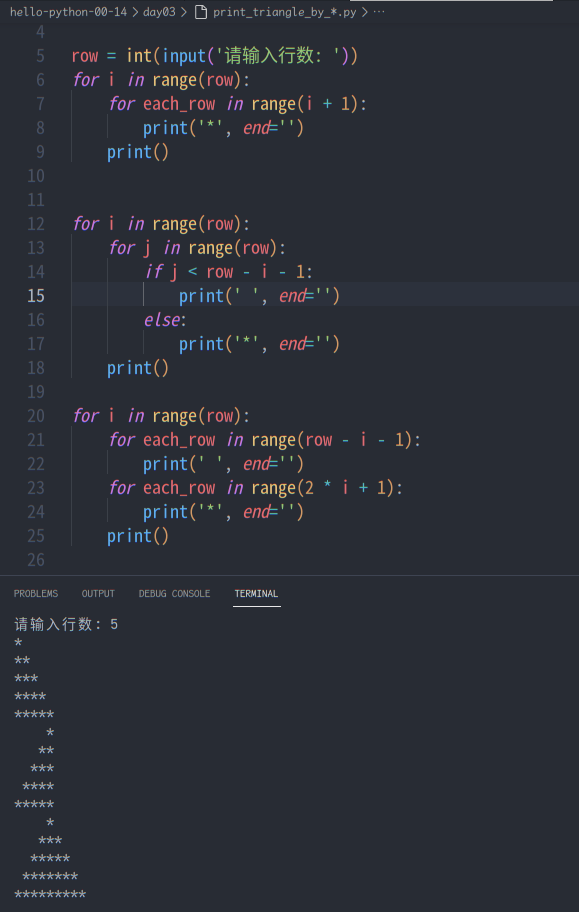 hello-python-00-14 > day03 > print_triangle_by_*.py > ...
4
5 row = int(input('请输入行数: '))
6 for i in range(row):
7     for each_row in range(i + 1):
8         print('*', end='')
9     print()
10
11
12 for i in range(row):
13     for j in range(row):
14         if j < row - i - 1:
15             print(' ', end='')
16         else:
17             print('*', end='')
18     print()
19
20 for i in range(row):
21     for each_row in range(row - i - 1):
22         print(' ', end='')
23     for each_row in range(2 * i + 1):
24         print('*', end='')
25     print()
26
PROBLEMS OUTPUT DEBUG CONSOLE TERMINAL
请输入行数: 5
*
**
***
****
*****
    *
   **
  ***
 ****
*****
    *
   ***
  *****
 *******
*********